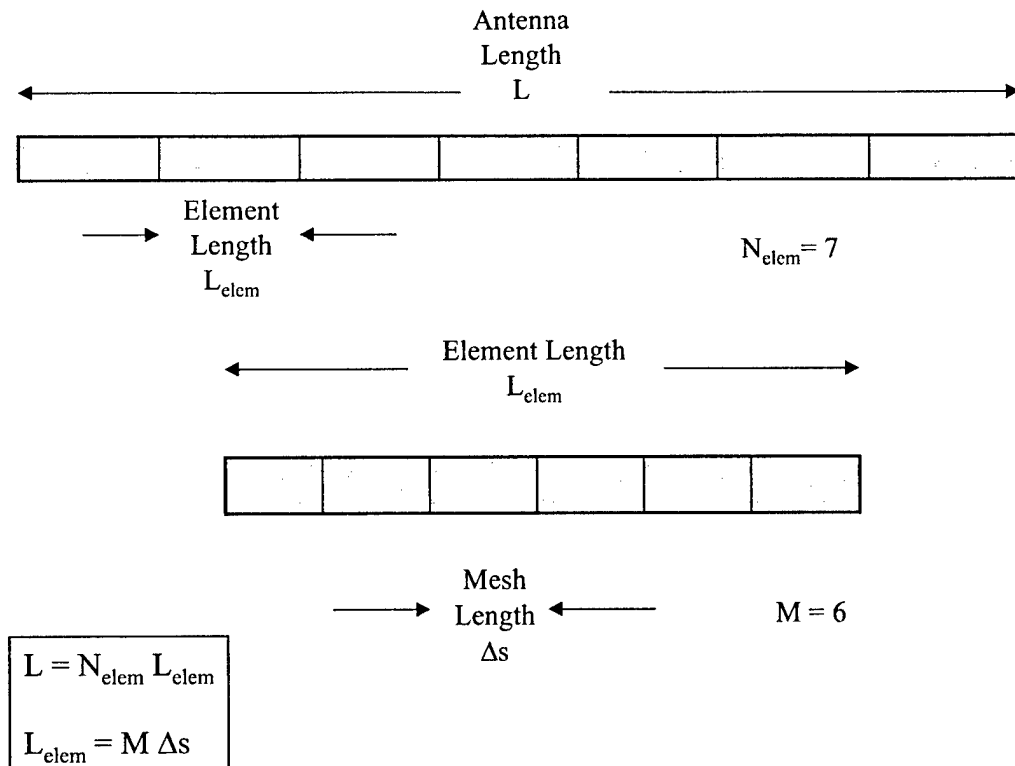 Antenna
Length
L
Element
Length
L_elem
N_elem= 7
Element Length
L_elem
Mesh
Length
Δs
M = 6
L = N_elem L_elem
L_elem = M Δs